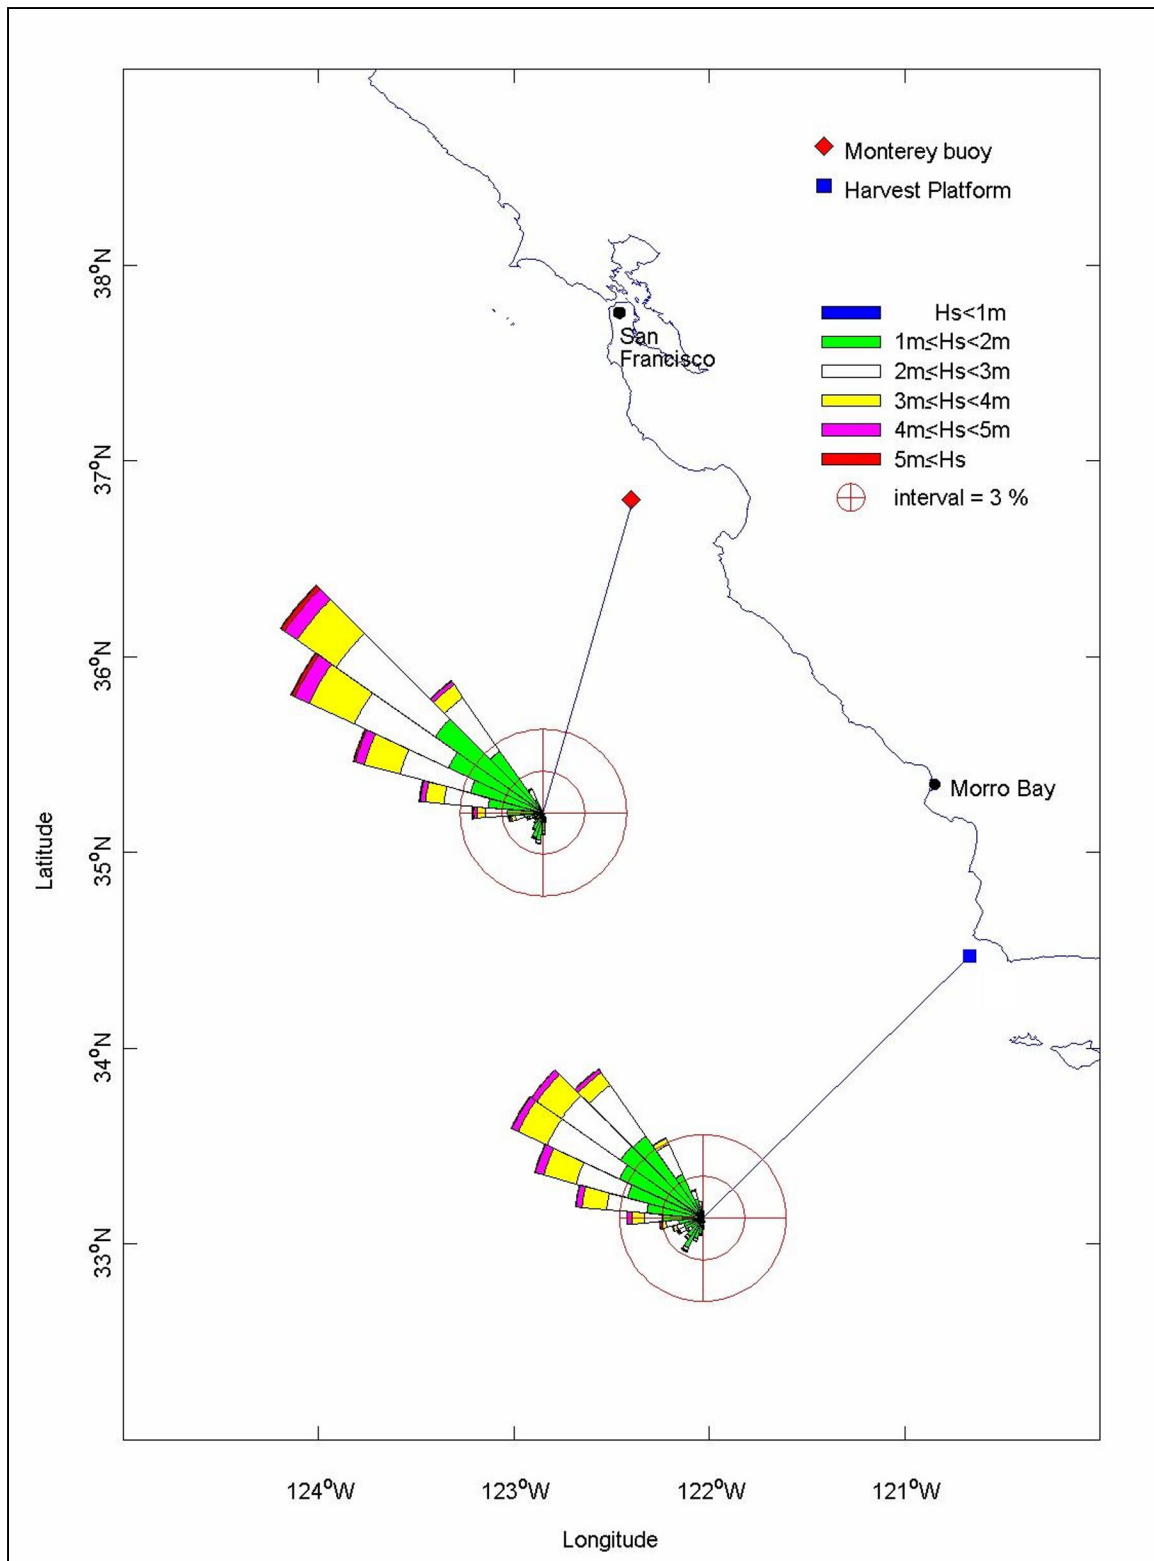 Monterey buoy
Harvest Platform
38°N
Hs<1m
San
Francisco
1m≤Hs<2m
2m≤Hs<3m
3m≤Hs<4m
4m≤Hs<5m
37°N
5m≤Hs
interval = 3 %
36°N
Morro Bay
35°N
Latitude
34°N
33°N
124°W
123°W
122°W
121°W
Longitude